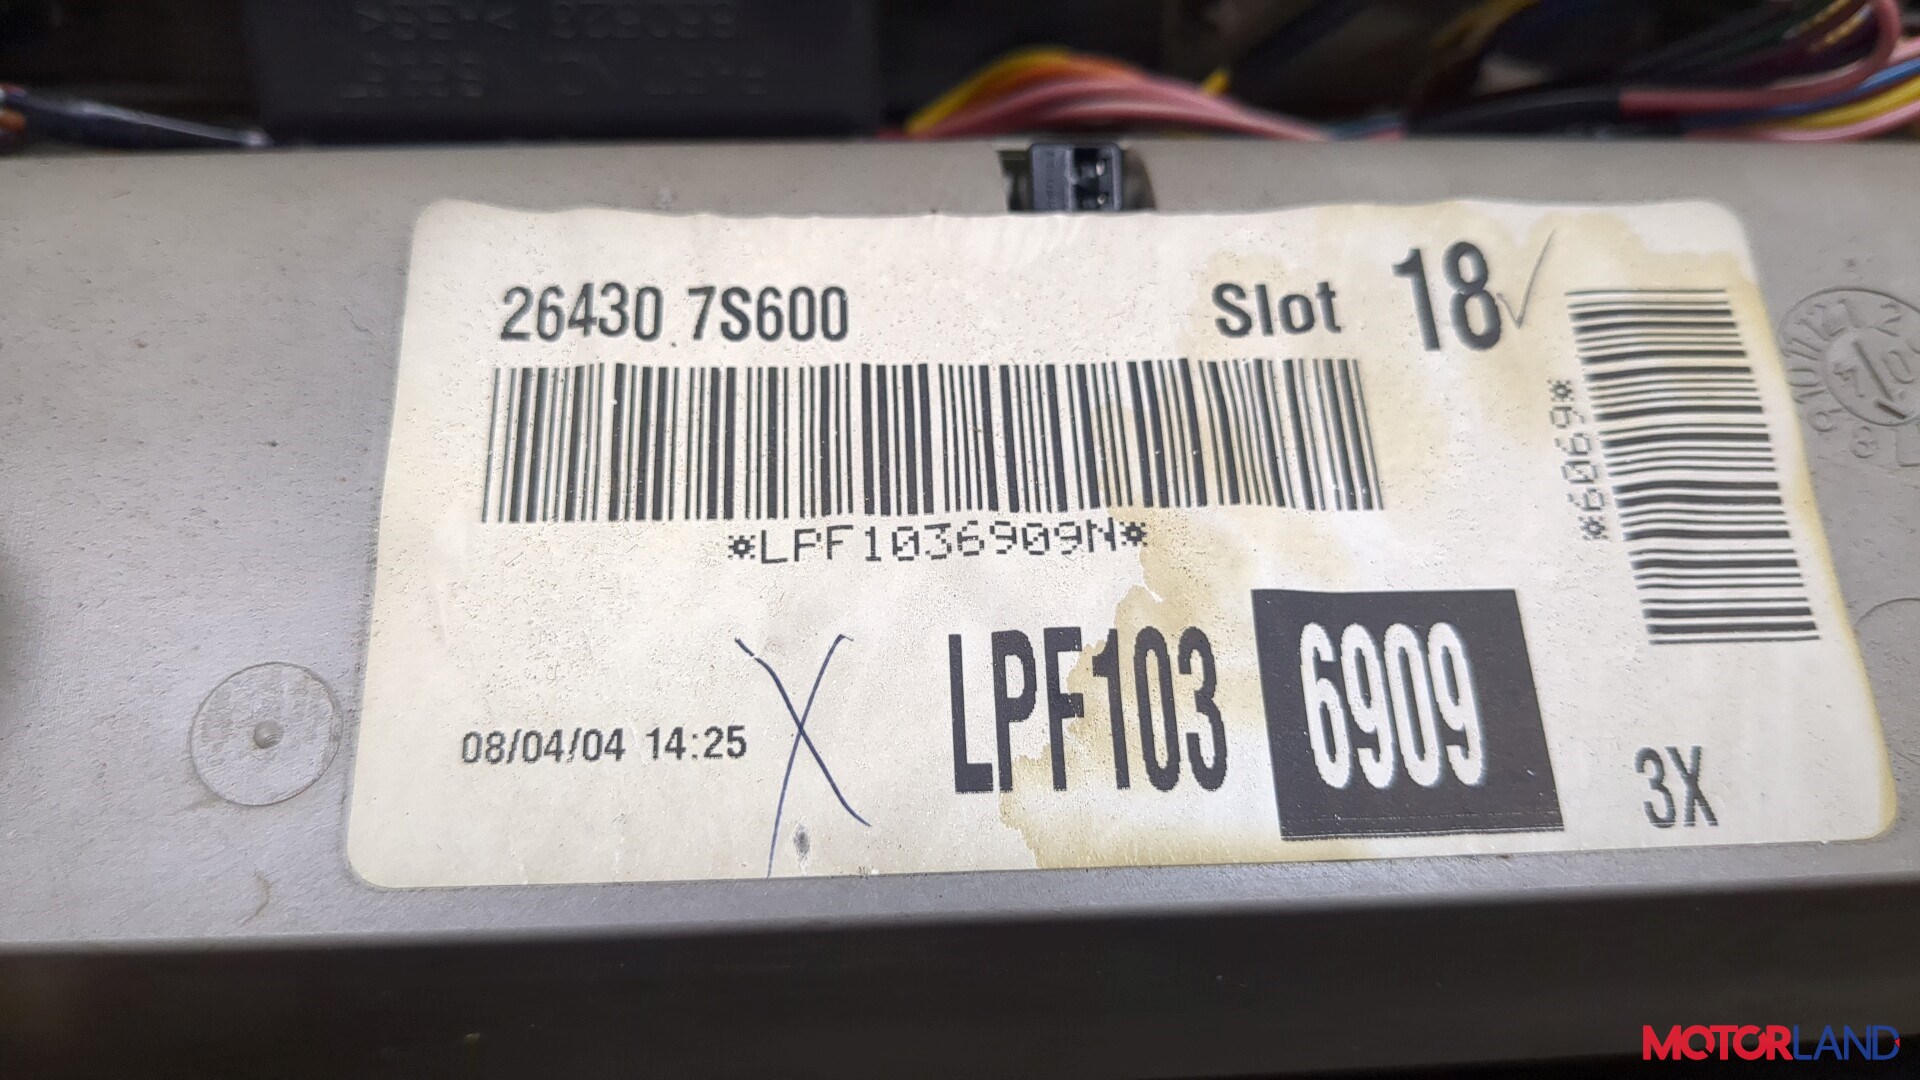 26430 7S600
Slot 18
*LPF1036909N*
*6069*
08/04/04 14:25
X
LPF103 6909
3X
MOTORLAND